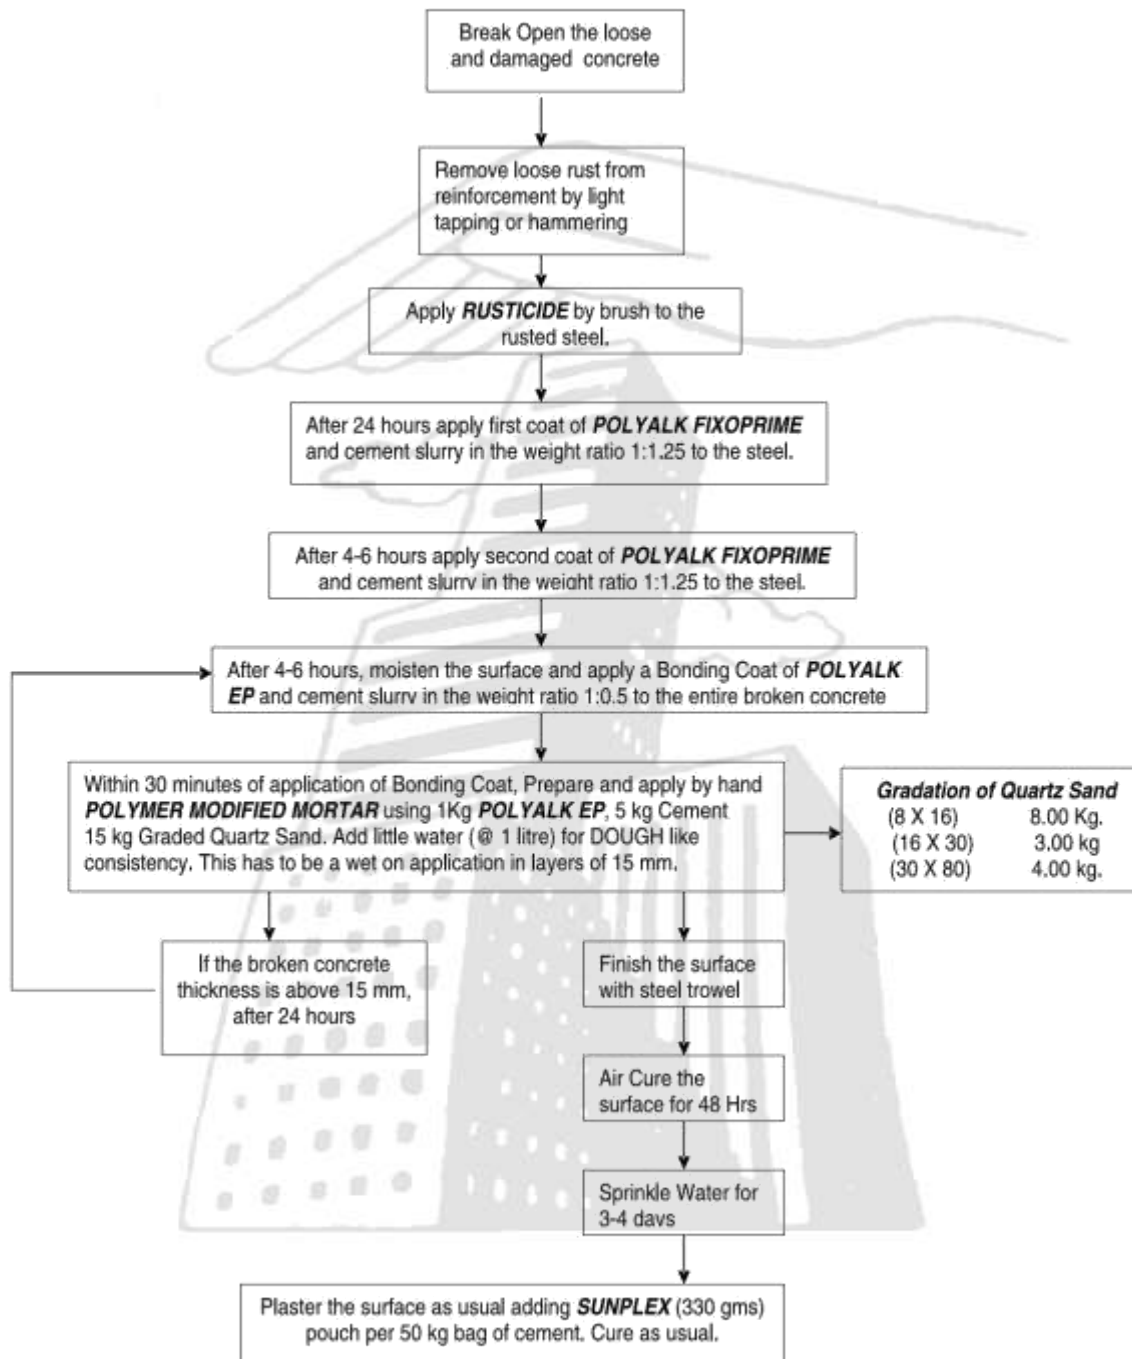 Break Open the loose
and damaged concrete
Remove loose rust from
reinforcement by light
tapping or hammering
Apply RUSTICIDE by brush to the
rusted steel.
After 24 hours apply first coat of POLYALK FIXOPRIME
and cement slurry in the weight ratio 1:1.25 to the steel.
After 4-6 hours apply second coat of POLYALK FIXOPRIME
and cement slurry in the weight ratio 1:1.25 to the steel.
After 4-6 hours, moisten the surface and apply a Bonding Coat of POLYALK
EP and cement slurry in the weight ratio 1:0.5 to the entire broken concrete
Within 30 minutes of application of Bonding Coat, Prepare and apply by hand
POLYMER MODIFIED MORTAR using 1Kg POLYALK EP, 5 kg Cement
15 kg Graded Quartz Sand. Add little water (@ 1 litre) for DOUGH like
consistency. This has to be a wet on application in layers of 15 mm.
Gradation of Quartz Sand
(8 X 16) 8.00 Kg.
(16 X 30) 3.00 kg
(30 X 80) 4.00 kg.
If the broken concrete
thickness is above 15 mm,
after 24 hours
Finish the surface
with steel trowel
Air Cure the
surface for 48 Hrs
Sprinkle Water for
3-4 days
Plaster the surface as usual adding SUNPLEX (330 gms)
pouch per 50 kg bag of cement. Cure as usual.